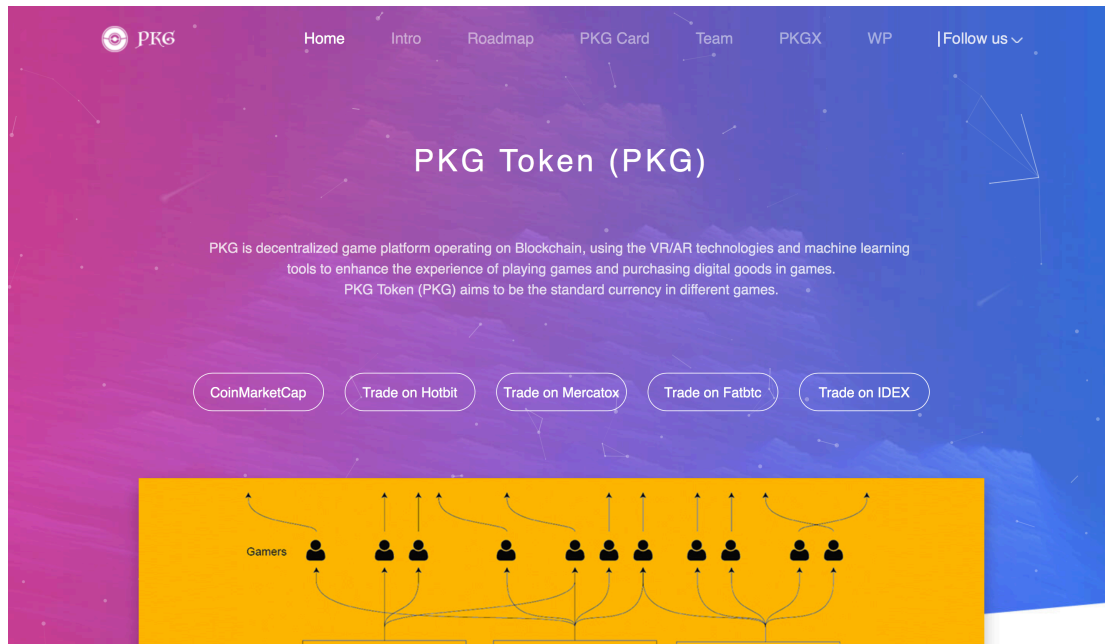 PKG
Home Intro Roadmap PKG Card Team PKGX WP Follow us
PKG Token (PKG)
PKG is decentralized game platform operating on Blockchain, using the VR/AR technologies and machine learning
tools to enhance the experience of playing games and purchasing digital goods in games.
PKG Token (PKG) aims to be the standard currency in different games.
CoinMarketCap Trade on Hotbit Trade on Mercatox Trade on Fatbtc Trade on IDEX
Gamers